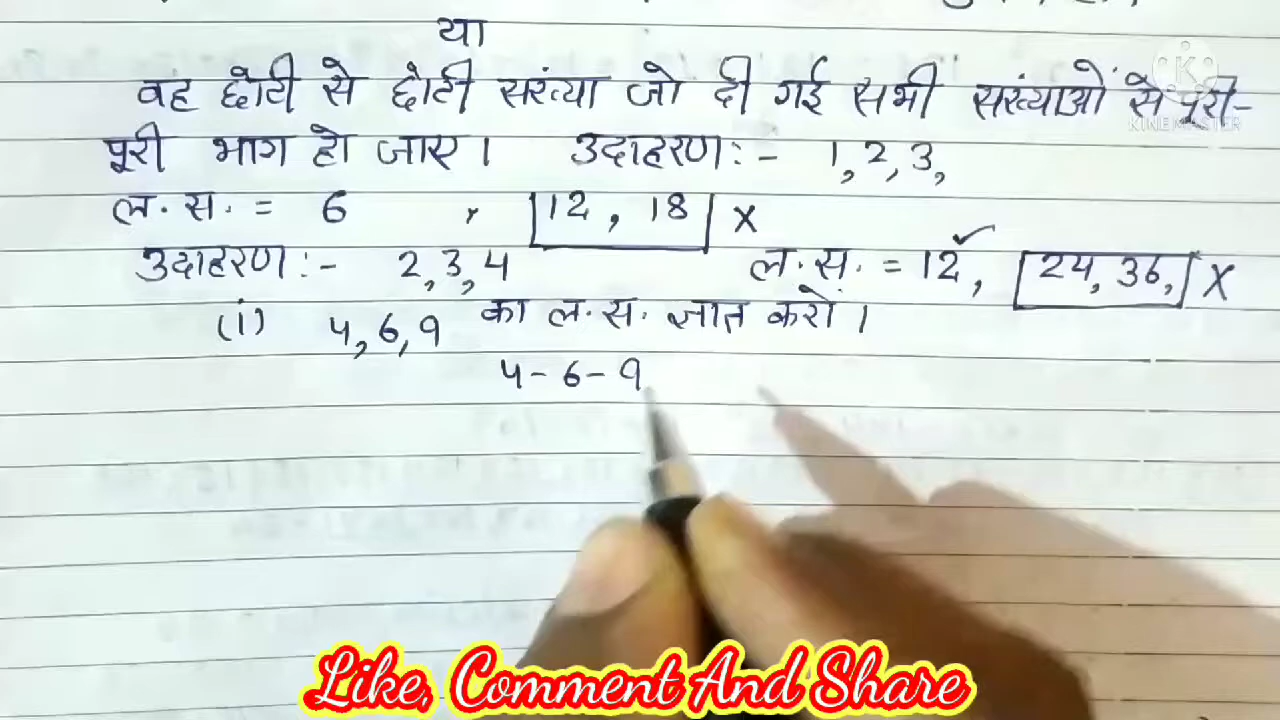 या
वह छोटी से छोटी संख्या जो दी गई सभी संख्याओं से पूरी-
पूरी भाग हो जाए। उदाहरण:- 1,2,3,
ल.स. = 6 , 12, 18 X
उदाहरण:- 2,3,4 ल.स. = 12 ✓, 24, 36, X
(i) 4,6,9 का ल.स. ज्ञात करो।
4-6-9
KINEMASTER
Like, Comment And Share